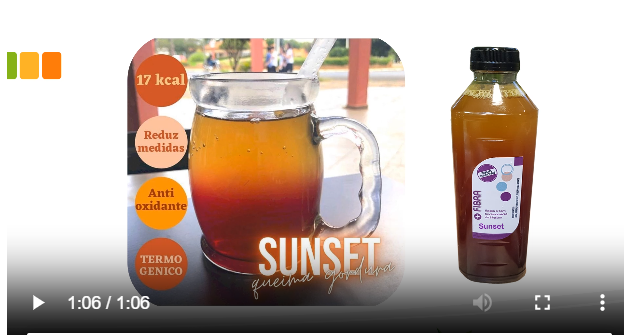 17 kcal
Reduz
medidas
Anti
oxidante
TERMO
GENICO
SUNSET
queima gordura
+FIBRA
Sunset
1:06 / 1:06